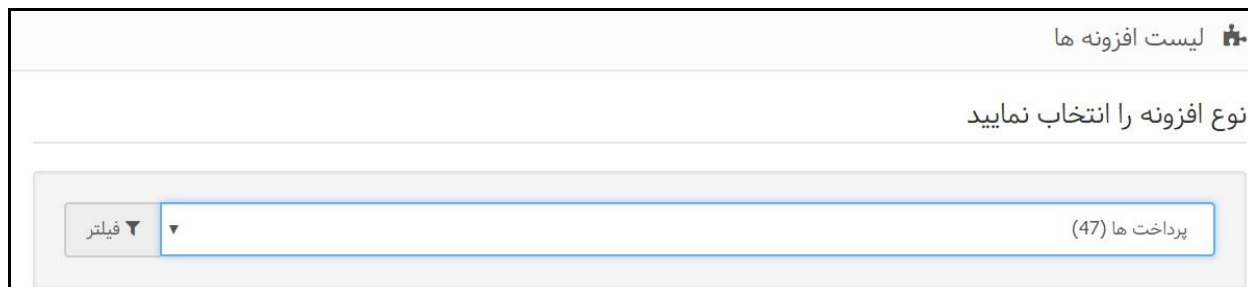 لیست افزونه ها
نوع افزونه را انتخاب نمایید
پرداخت ها (47)
فیلتر